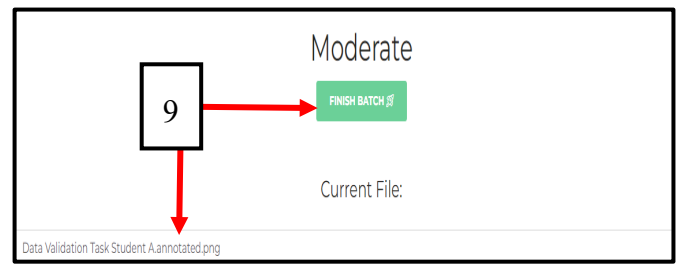 Moderate
FINISH BATCH
9
Current File:
Data Validation Task Student A.annotated.png